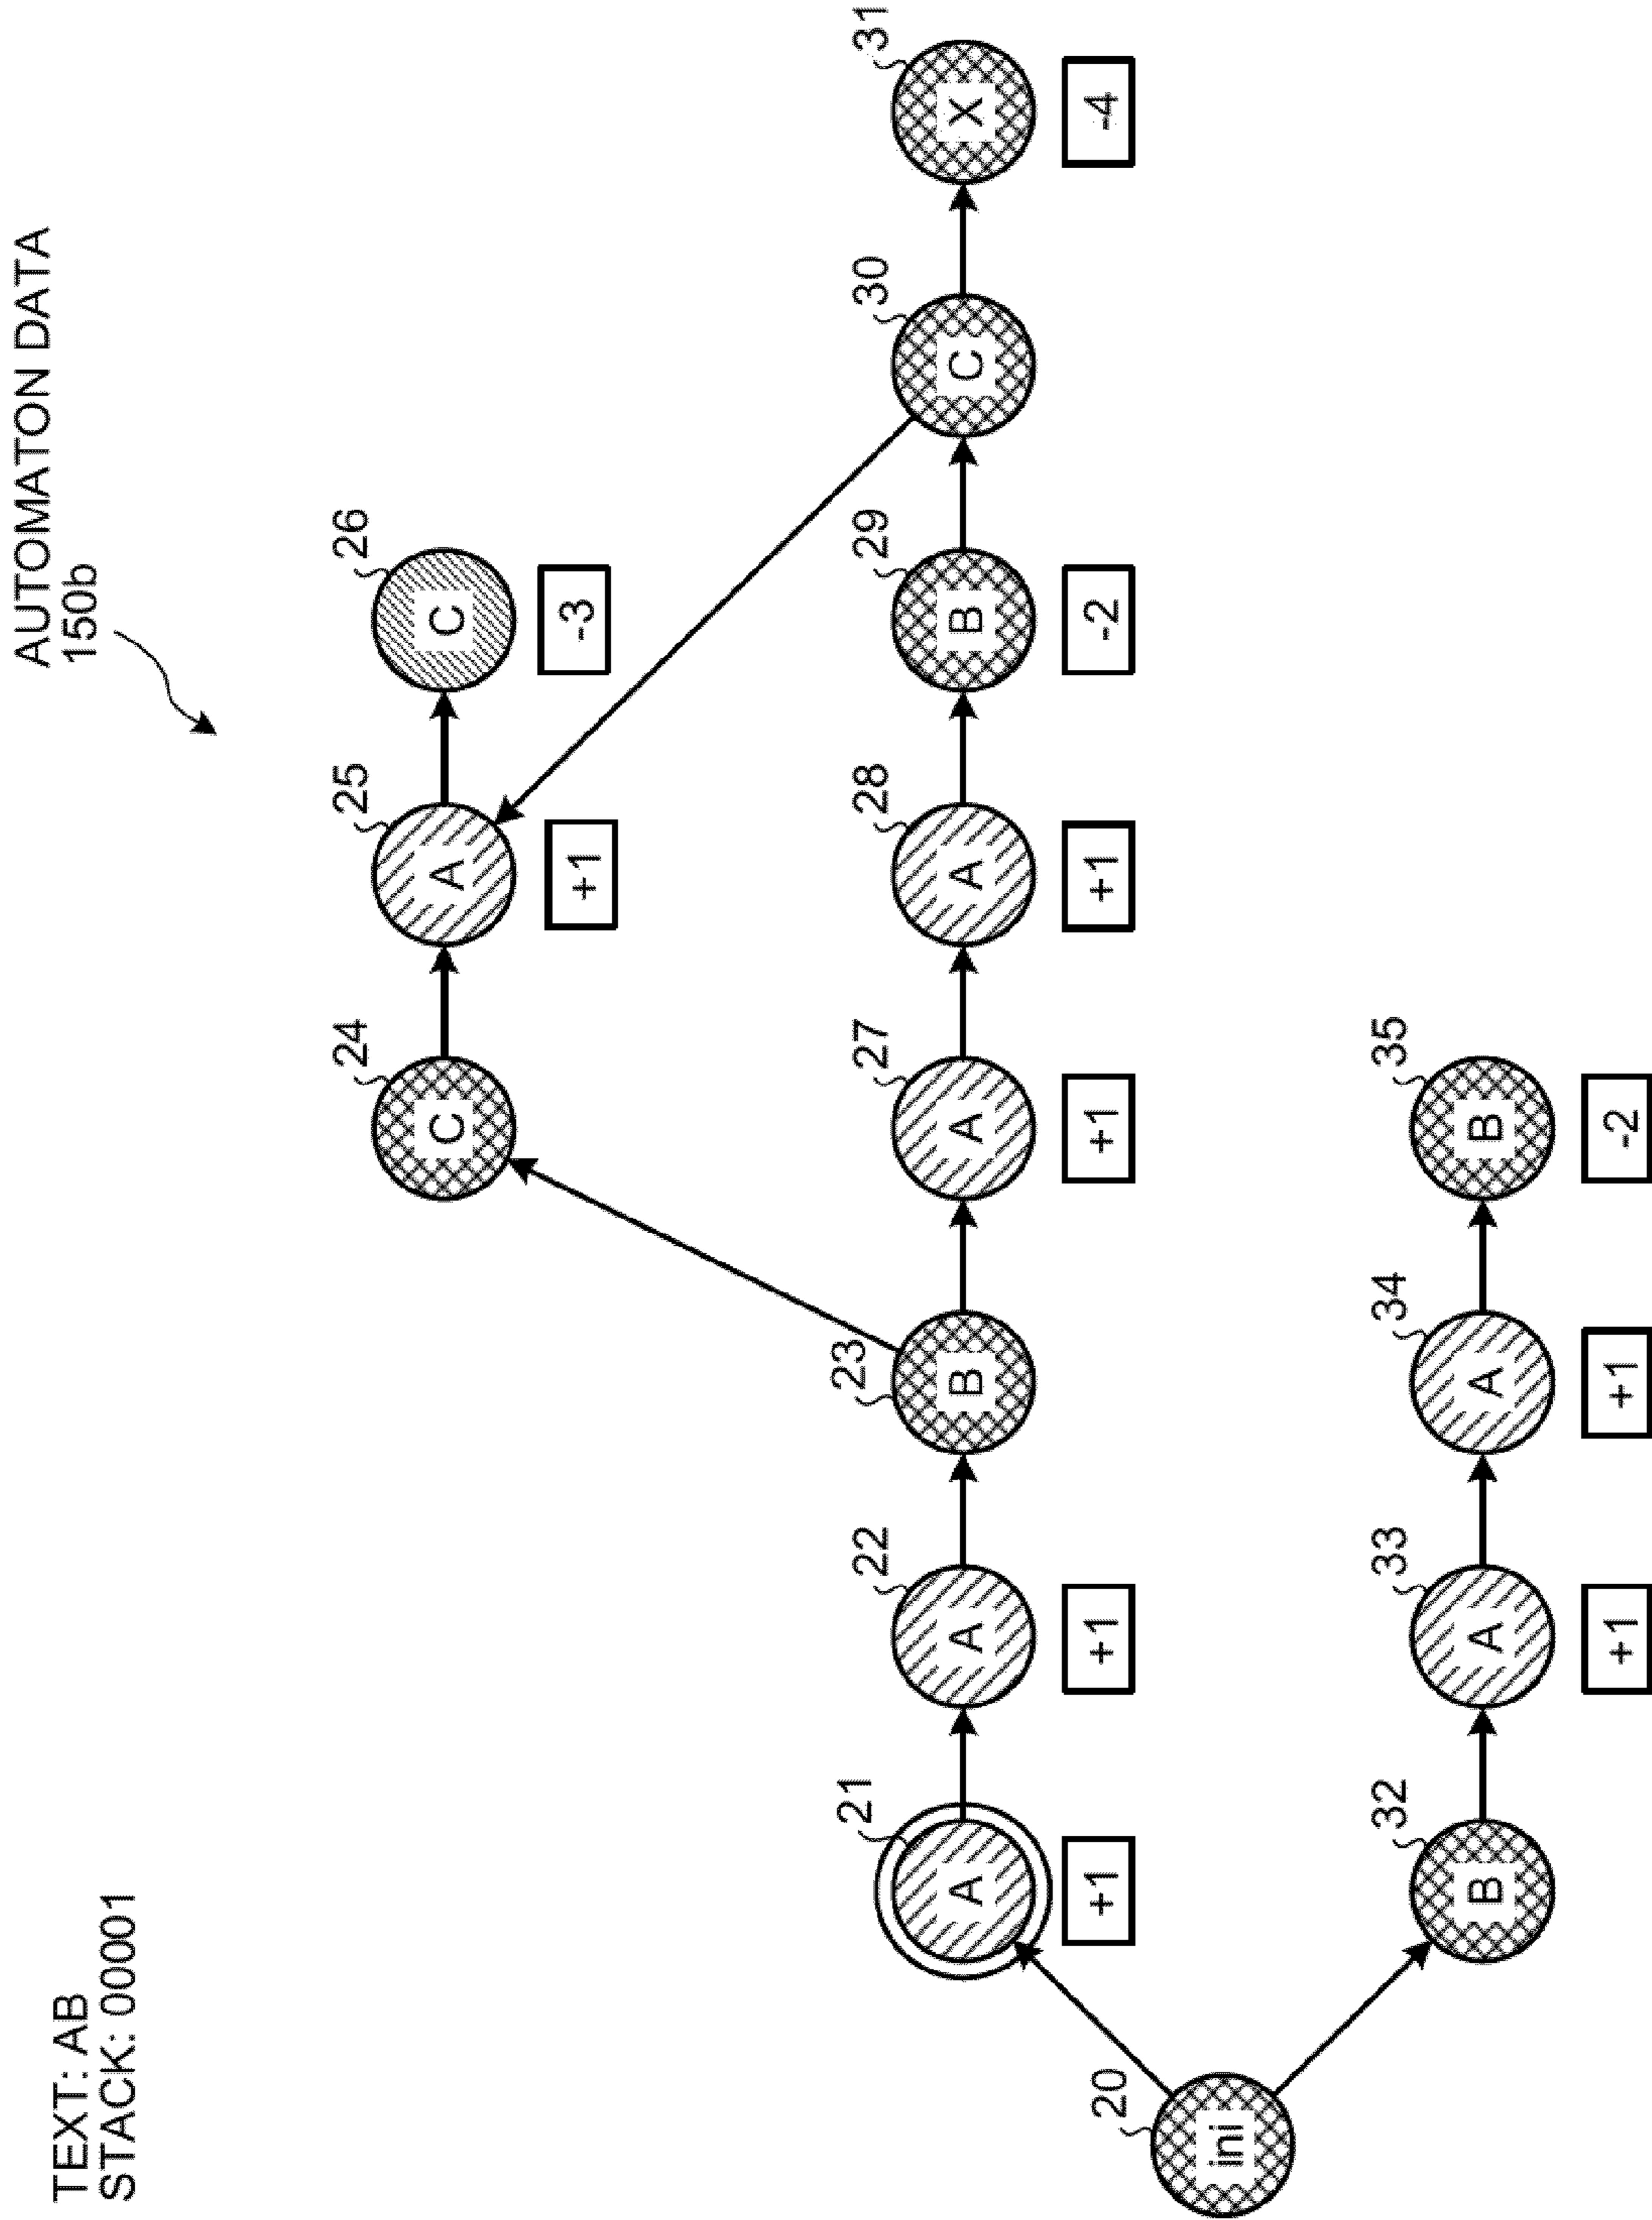 TEXT: AB
STACK: 00001
AUTOMATON DATA
150b
24
C
25
A
+1
26
C
-3
21
A
+1
22
A
+1
23
B
27
A
+1
28
A
+1
29
B
-2
30
C
31
X
-4
20
ini
32
B
33
A
+1
34
A
+1
35
B
-2